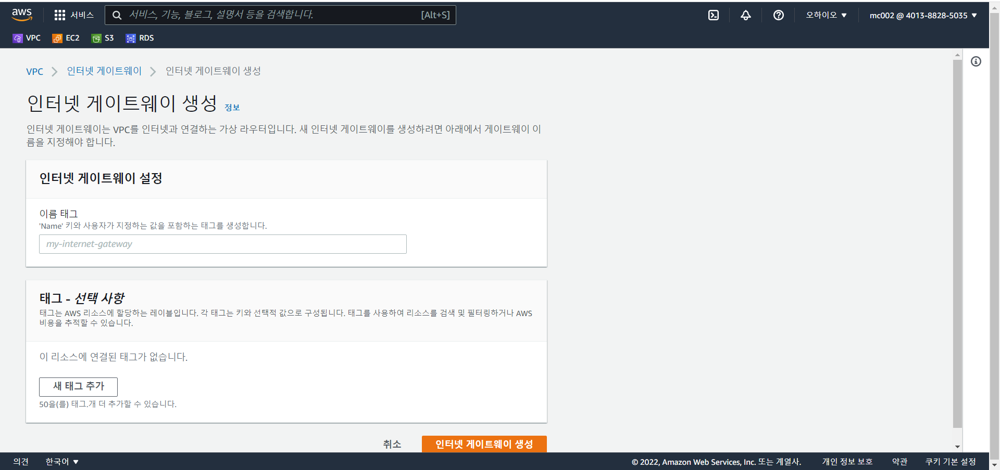 aws
서비스
서비스, 기능, 블로그, 설명서 등을 검색합니다.
[Alt+S]
오하이오 ▼
mc002 @ 4013-8828-5035 ▼
VPC
EC2
S3
RDS
VPC > 인터넷 게이트웨이 > 인터넷 게이트웨이 생성
인터넷 게이트웨이 생성 정보
인터넷 게이트웨이는 VPC를 인터넷과 연결하는 가상 라우터입니다. 새 인터넷 게이트웨이를 생성하려면 아래에서 게이트웨이 이
름을 지정해야 합니다.
인터넷 게이트웨이 설정
이름 태그
'Name' 키와 사용자가 지정하는 값을 포함하는 태그를 생성합니다.
my-internet-gateway
태그 - 선택 사항
태그는 AWS 리소스에 할당하는 레이블입니다. 각 태그는 키와 선택적 값으로 구성됩니다. 태그를 사용하여 리소스를 검색 및 필터링하거나 AWS
비용을 추적할 수 있습니다.
이 리소스에 연결된 태그가 없습니다.
새 태그 추가
50을(를) 태그.개 더 추가할 수 있습니다.
취소
인터넷 게이트웨이 생성
의견
한국어 ▼
© 2022, Amazon Web Services, Inc. 또는 계열사.
개인 정보 보호
약관
쿠키 기본 설정